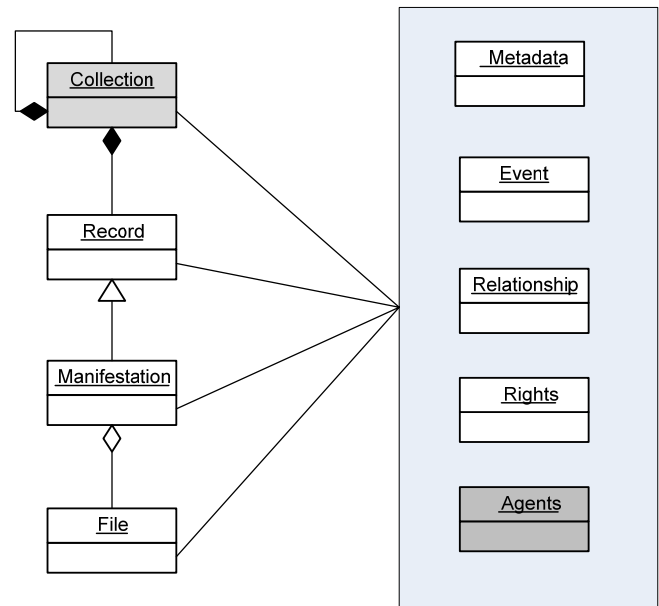 Collection
Record
Manifestation
File
Metadata
Event
Relationship
Rights
Agents